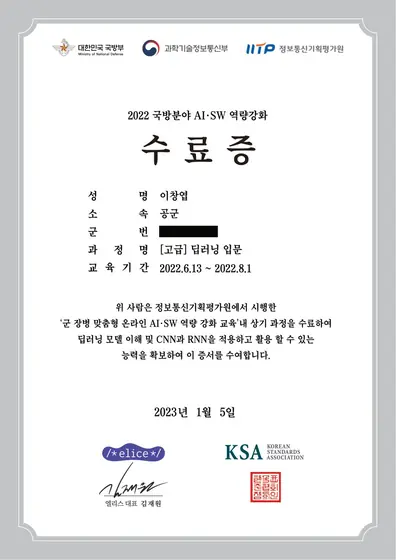 대한민국 국방부
Ministry of National Defense
과학기술정보통신부
IITP 정보통신기획평가원
2022 국방분야 AI·SW 역량강화
수료증
성 명 이창엽
소 속 공군
군 번
과 정 명 [고급] 딥러닝 입문
교 육 기 간 2022.6.13 ~ 2022.8.1
위 사람은 정보통신기획평가원에서 시행한
‘군 장병 맞춤형 온라인 AI·SW 역량 강화 교육’내 상기 과정을 수료하여
딥러닝 모델 이해 및 CNN과 RNN을 적용하고 활용 할 수 있는
능력을 확보하여 이 증서를 수여합니다.
2023년 1월 5일
/*elice*/
KSA KOREAN
STANDARDS
ASSOCIATION
김재원
엘리스 대표 김재원